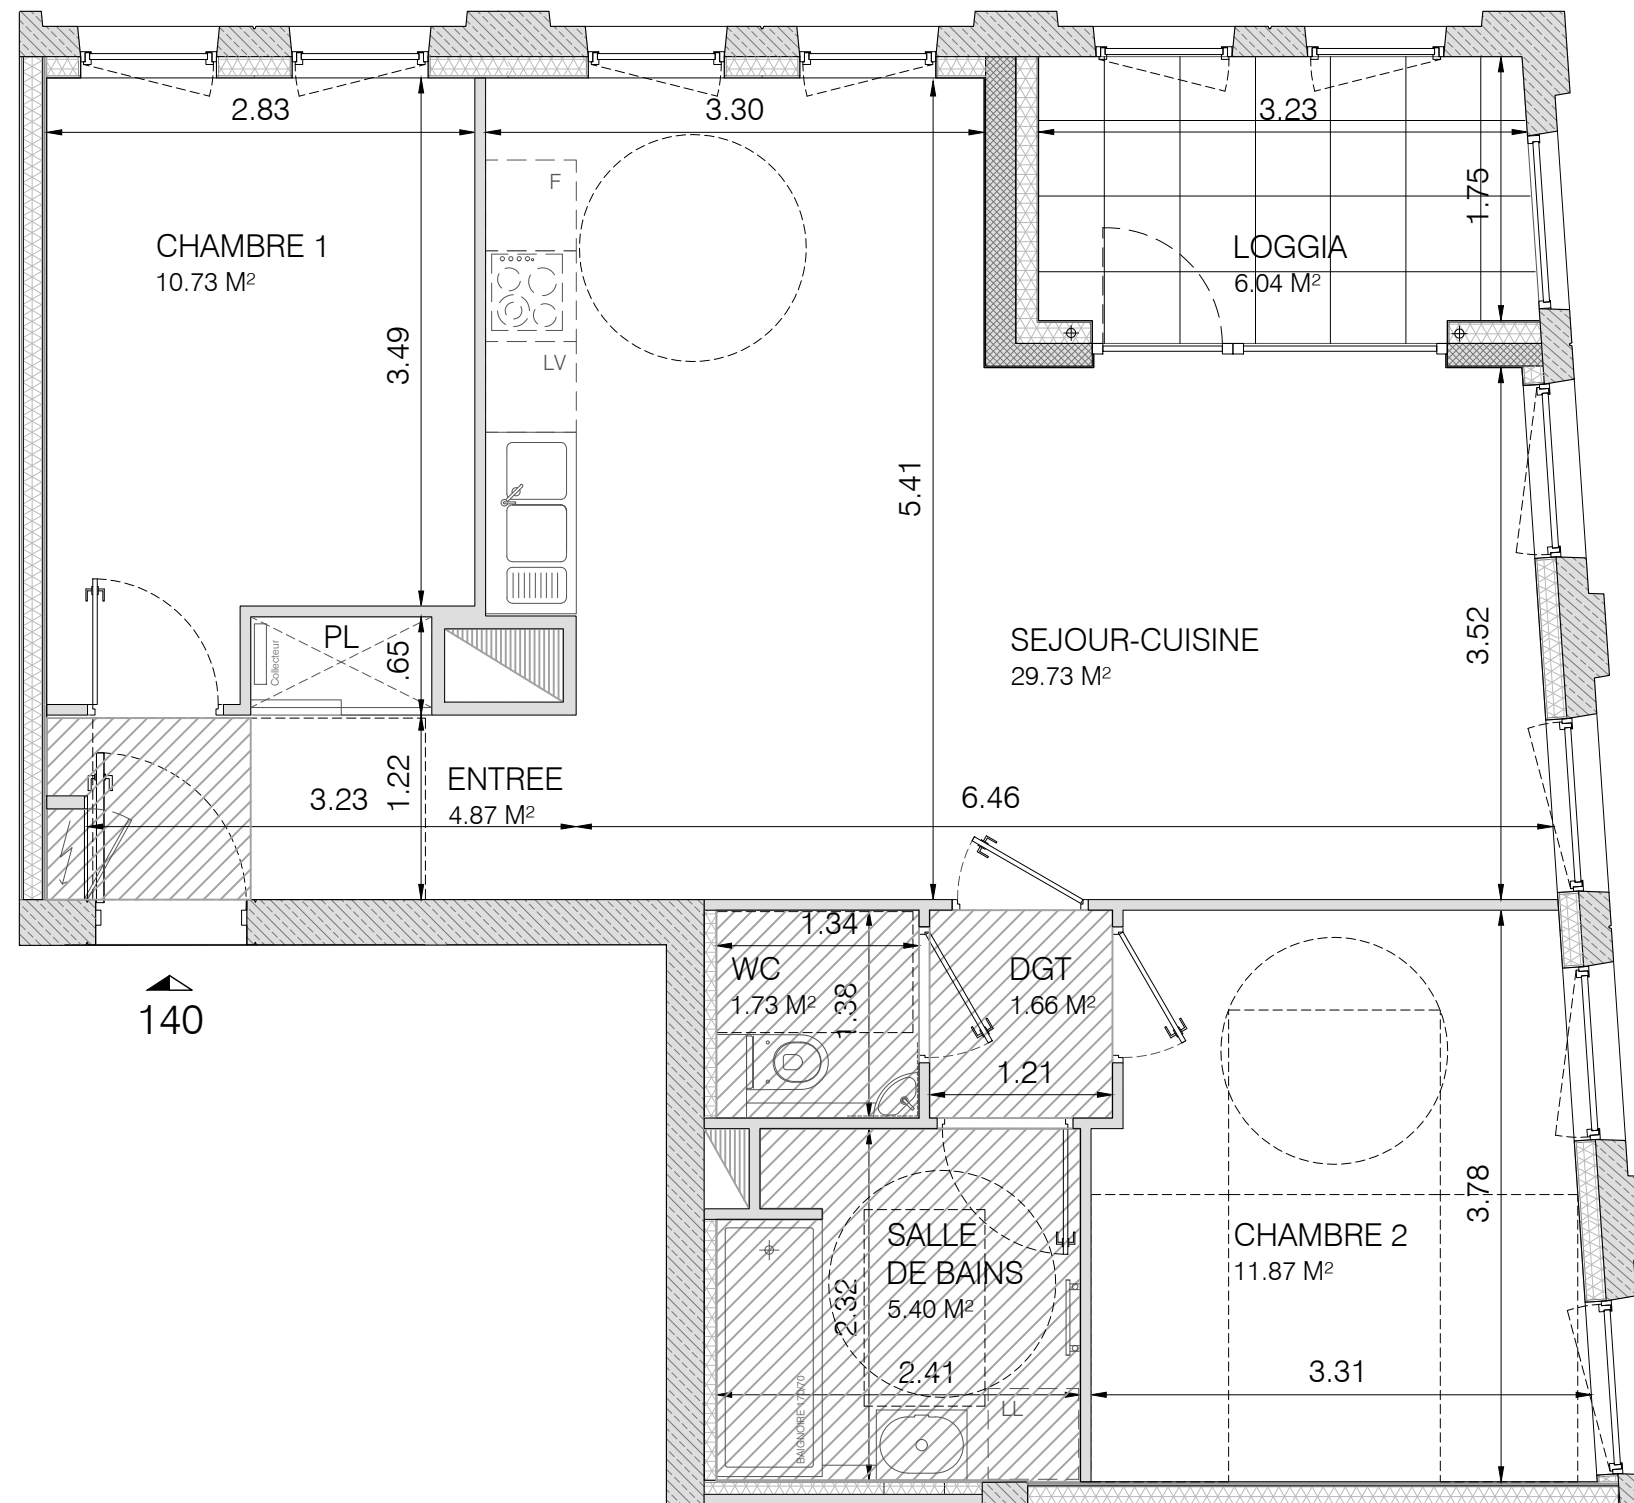 2.83
3.30
3.23
F
1.75
CHAMBRE 1
10.73 M²
LOGGIA
6.04 M²
3.49
LV
5.41
PL
Collecteur
.65
SEJOUR-CUISINE
29.73 M²
3.52
3.23
1.22
ENTREE
4.87 M²
6.46
1.34
WC
1.73 M²
1.38
DGT
1.66 M²
140
1.21
3.78
SALLE
DE BAINS
5.40 M²
2.32
CHAMBRE 2
11.87 M²
2.41
3.31
BAIGNOIRE 170/70
LL